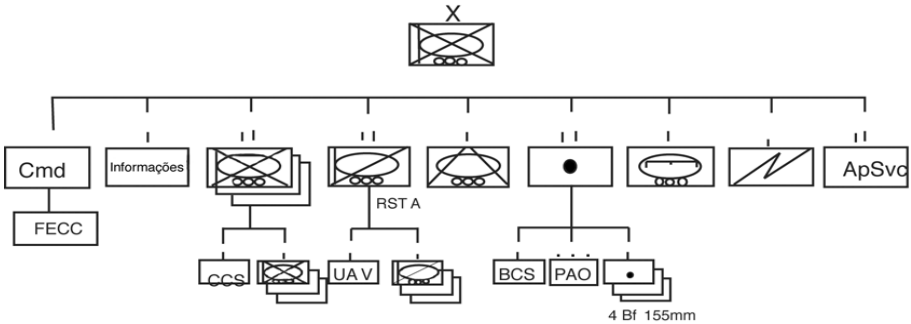 X
Cmd
Informações
ApSvc
FECC
RST A
CCS
UA V
BCS
PAO
4 Bf 155mm